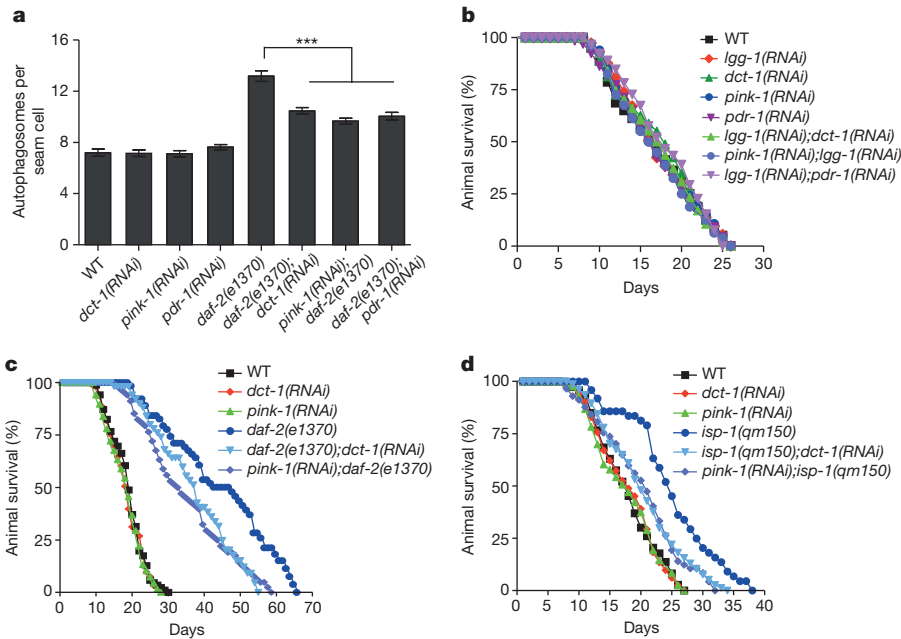 a
Autophagosomes per
seam cell
16
12
8
4
0
***
WT
dct-1(RNAi)
pink-1(RNAi)
pdr-1(RNAi)
daf-2(e1370)
daf-2(e1370);
dct-1(RNAi)
pink-1(RNAi);
daf-2(e1370)
daf-2(e1370);
pdr-1(RNAi)
b
Animal survival (%)
100
75
50
25
0
0 5 10 15 20 25 30
Days
WT
lgg-1(RNAi)
dct-1(RNAi)
pink-1(RNAi)
pdr-1(RNAi)
lgg-1(RNAi);dct-1(RNAi)
pink-1(RNAi);lgg-1(RNAi)
lgg-1(RNAi);pdr-1(RNAi)
c
Animal survival (%)
100
75
50
25
0
0 10 20 30 40 50 60 70
Days
WT
dct-1(RNAi)
pink-1(RNAi)
daf-2(e1370)
daf-2(e1370);dct-1(RNAi)
pink-1(RNAi);daf-2(e1370)
d
Animal survival (%)
100
75
50
25
0
0 5 10 15 20 25 30 35 40
Days
WT
dct-1(RNAi)
pink-1(RNAi)
isp-1(qm150)
isp-1(qm150);dct-1(RNAi)
pink-1(RNAi);isp-1(qm150)